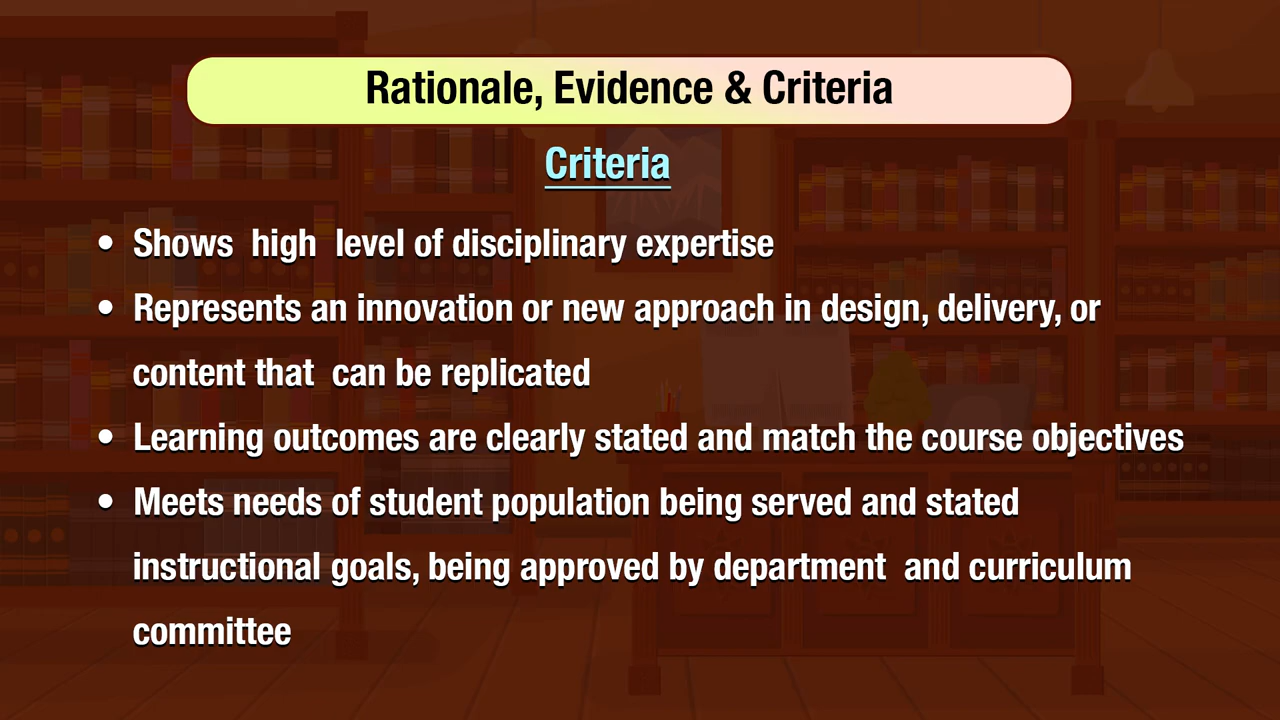 Rationale, Evidence & Criteria
Criteria
• Shows  high  level of disciplinary expertise
• Represents an innovation or new approach in design, delivery, or
content that  can be replicated
• Learning outcomes are clearly stated and match the course objectives
• Meets needs of student population being served and stated
instructional goals, being approved by department  and curriculum
committee